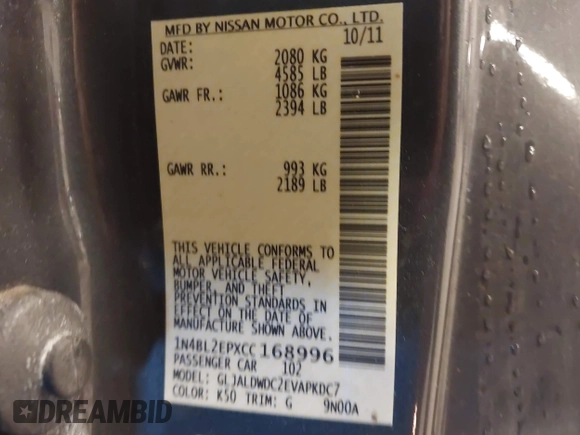 MFD BY NISSAN MOTOR CO., LTD.
DATE: 10/11
GVWR: 2080 KG
4585 LB
GAWR FR.: 1086 KG
2394 LB
GAWR RR.: 993 KG
2189 LB
THIS VEHICLE CONFORMS TO
ALL APPLICABLE FEDERAL
MOTOR VEHICLE SAFETY,
BUMPER, AND THEFT
PREVENTION STANDARDS IN
EFFECT ON THE DATE OF
MANUFACTURE SHOWN ABOVE.
1N4BL2EPXCC168996
PASSENGER CAR 102
MODEL: GLJALDWDC2EVAPKDC7
COLOR: K50 TRIM: G 9N00A
DREAMBID